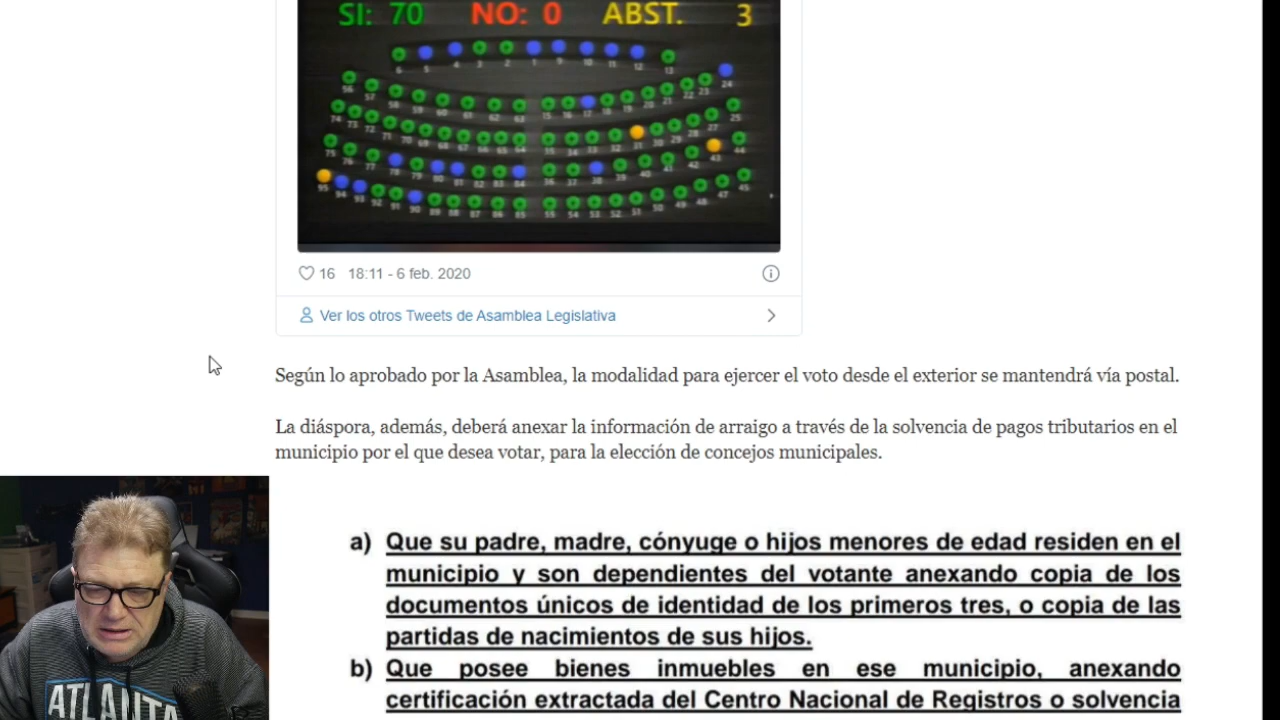 SI: 70 NO: 0 ABST. 3
16 18:11 - 6 feb. 2020
Ver los otros Tweets de Asamblea Legislativa
Según lo aprobado por la Asamblea, la modalidad para ejercer el voto desde el exterior se mantendrá vía postal.
La diáspora, además, deberá anexar la información de arraigo a través de la solvencia de pagos tributarios en el
municipio por el que desea votar, para la elección de concejos municipales.
a) Que su padre, madre, cónyuge o hijos menores de edad residen en el
municipio y son dependientes del votante anexando copia de los
documentos únicos de identidad de los primeros tres, o copia de las
partidas de nacimientos de sus hijos.
b) Que posee bienes inmuebles en ese municipio, anexando
certificación extractada del Centro Nacional de Registros o solvencia
ATLANTA